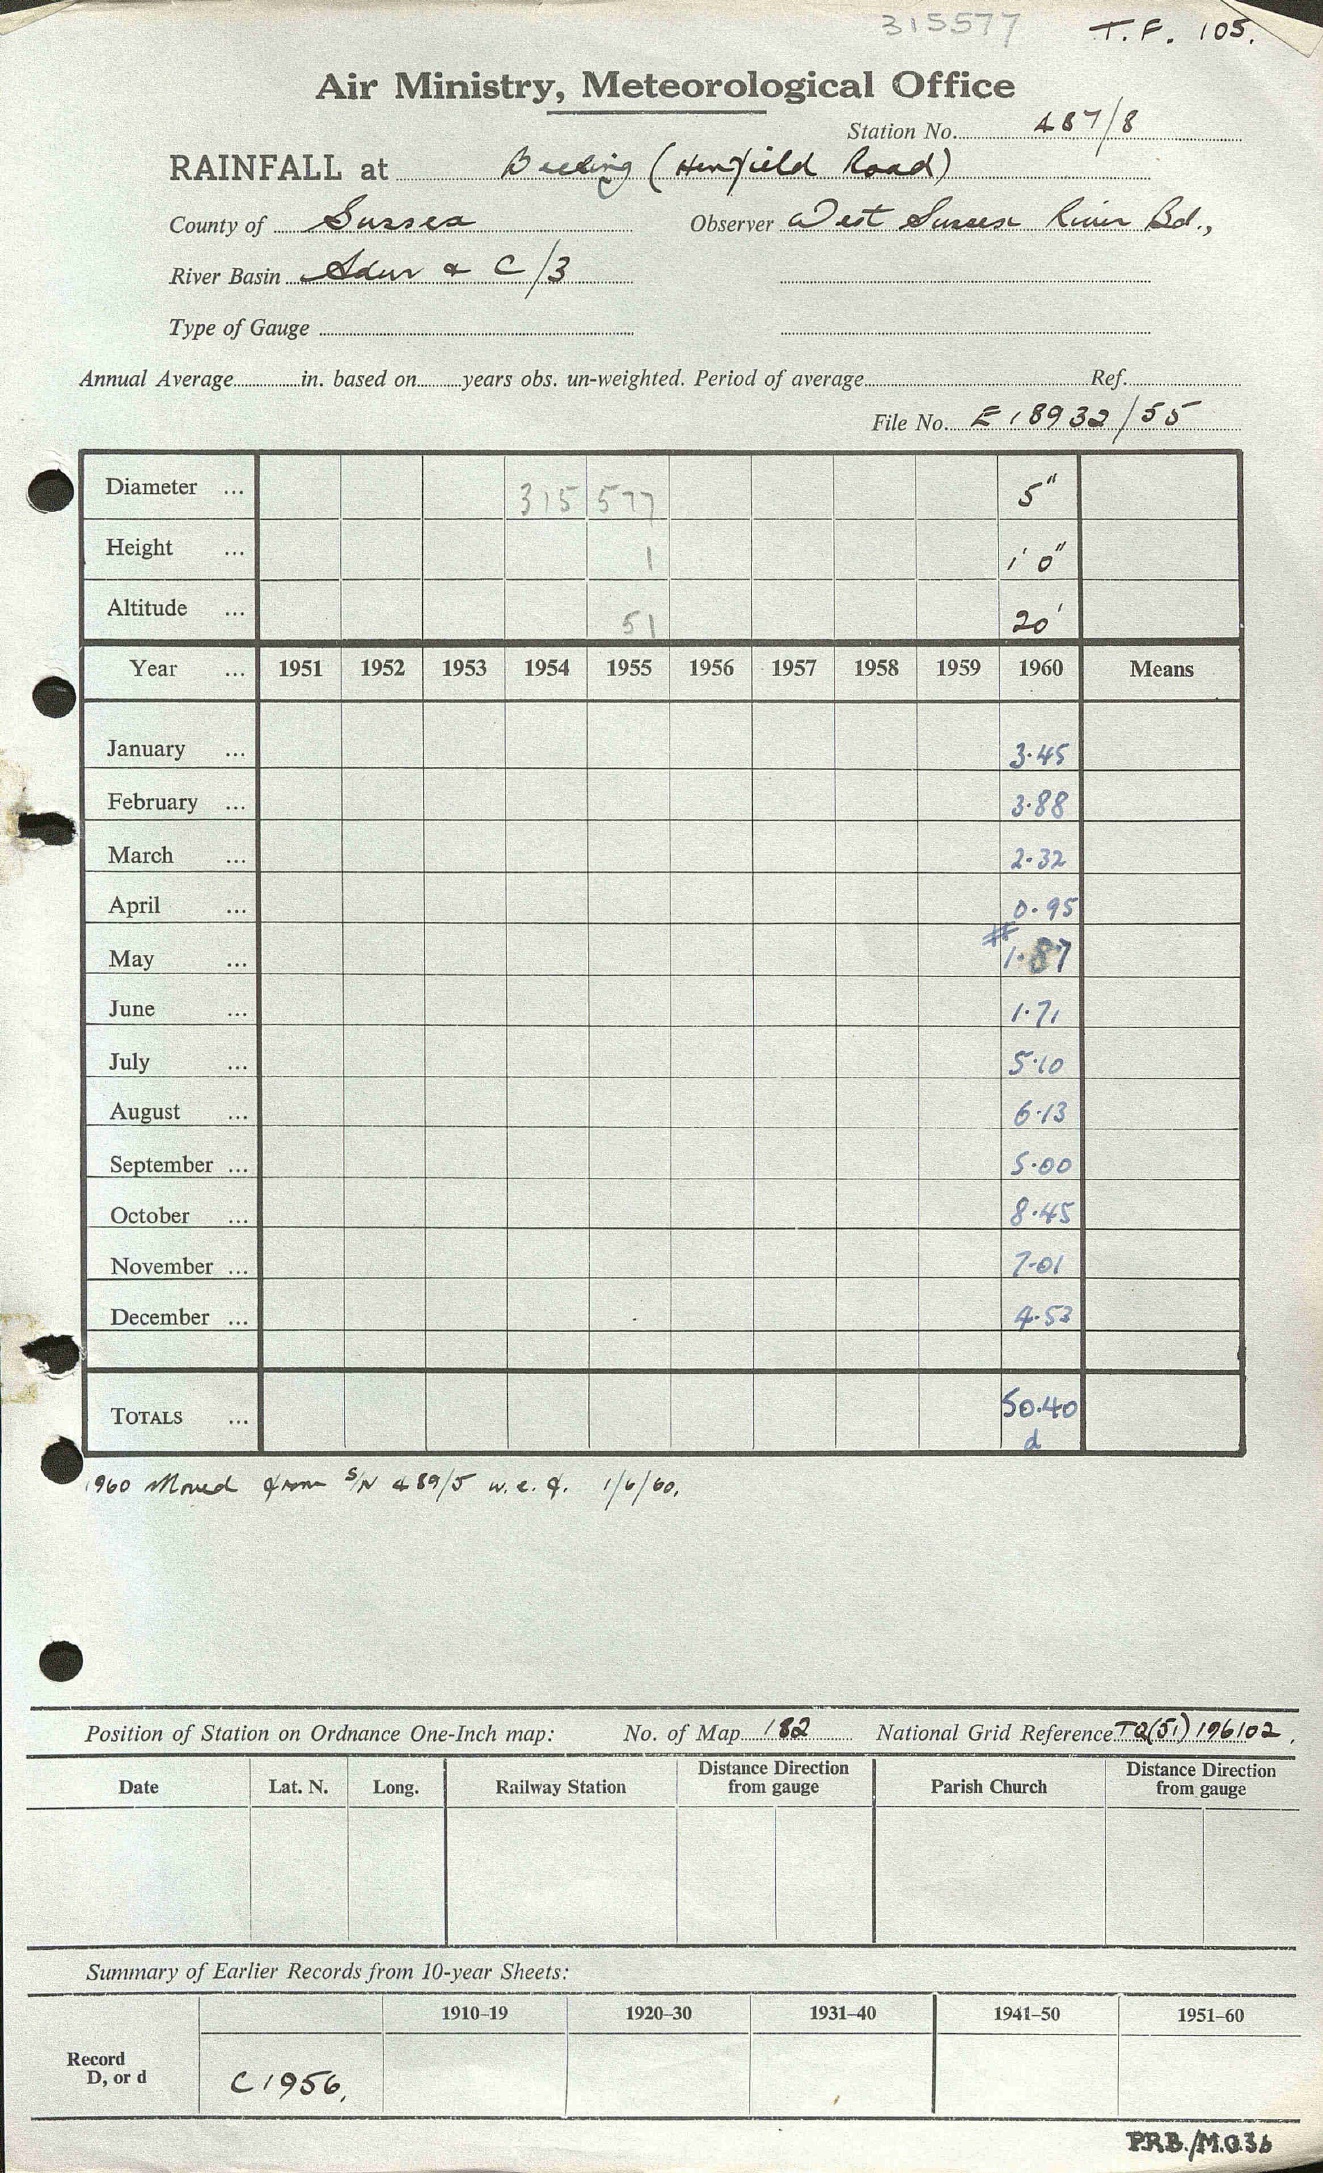 315577 T. F. 105.
Air Ministry, Meteorological Office
Station No. 487/8
RAINFALL at Beeding (Henfield Road)
County of Sussex Observer West Sussex River Bd.,
River Basin Adur & C/3
Type of Gauge
Annual Average in. based on years obs. un-weighted. Period of average Ref.
File No. E18932/55
Diameter ... 315 577 5"
Height ... 1 1' 0"
Altitude ... 51 20'
Year ... 1951 1952 1953 1954 1955 1956 1957 1958 1959 1960 Means
January ... 3.45
February ... 3.88
March ... 2.32
April ... 0.95
May ... # 1.87
June ... 1.71
July ... 5.10
August ... 6.13
September ... 5.00
October ... 8.45
November ... 7.01
December ... 4.53
TOTALS ... 50.40
d
1960 Moved from S/N 489/5 w.e.f. 1/6/60.
Position of Station on Ordnance One-Inch map: No. of Map 182 National Grid Reference TQ(51)196102.
Date Lat. N. Long. Railway Station Distance Direction from gauge Parish Church Distance Direction from gauge
Summary of Earlier Records from 10-year Sheets:
1910–19 1920–30 1931–40 1941–50 1951–60
Record
D, or d C1956.
P.R.B./M.O.36